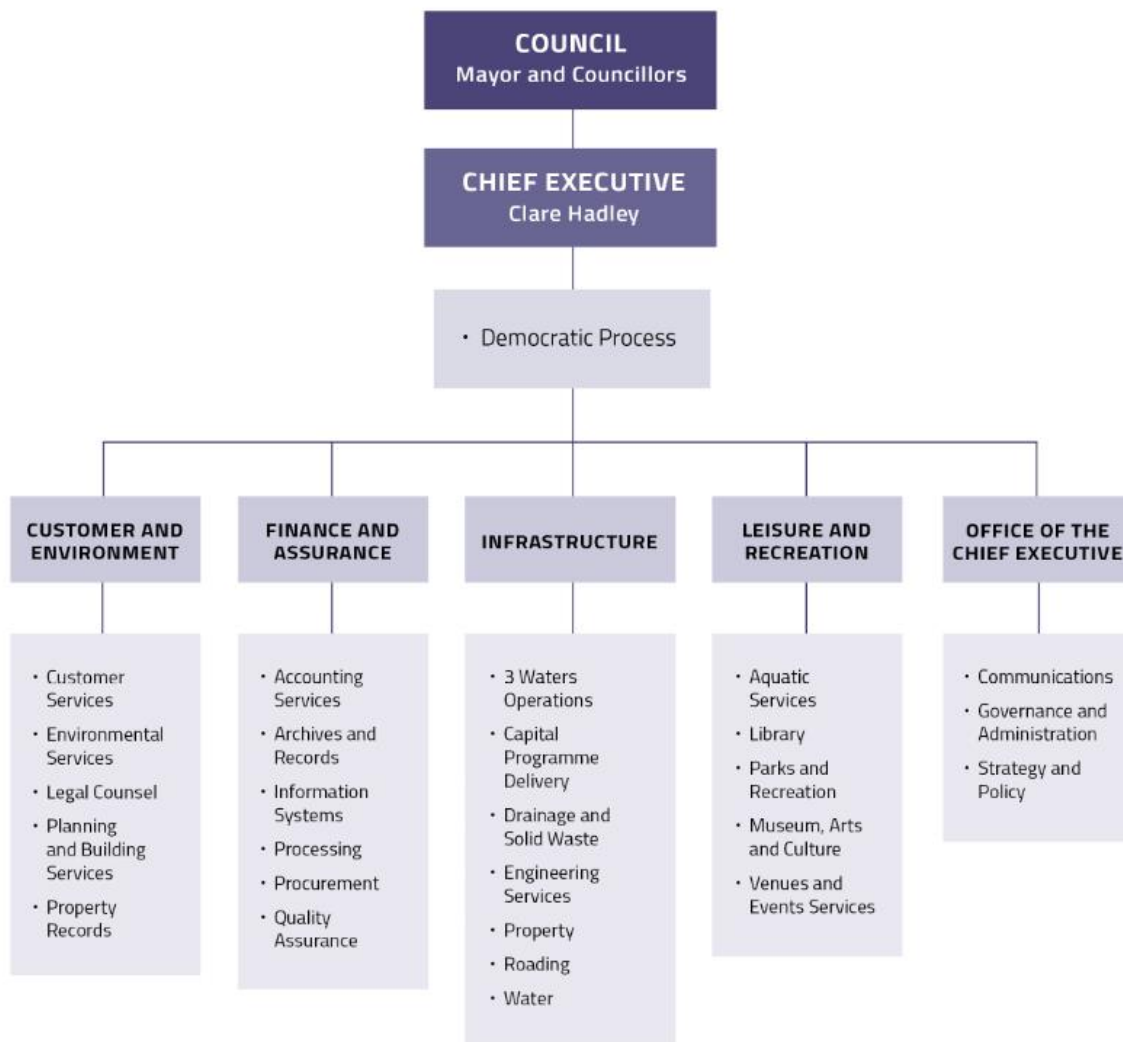 COUNCIL
Mayor and Councillors
CHIEF EXECUTIVE
Clare Hadley
• Democratic Process
CUSTOMER AND
ENVIRONMENT
• Customer
Services
• Environmental
Services
• Legal Counsel
• Planning
and Building
Services
• Property
Records
FINANCE AND
ASSURANCE
• Accounting
Services
• Archives and
Records
• Information
Systems
• Processing
• Procurement
• Quality
Assurance
INFRASTRUCTURE
• 3 Waters
Operations
• Capital
Programme
Delivery
• Drainage and
Solid Waste
• Engineering
Services
• Property
• Roading
• Water
LEISURE AND
RECREATION
• Aquatic
Services
• Library
• Parks and
Recreation
• Museum, Arts
and Culture
• Venues and
Events Services
OFFICE OF THE
CHIEF EXECUTIVE
• Communications
• Governance and
Administration
• Strategy and
Policy